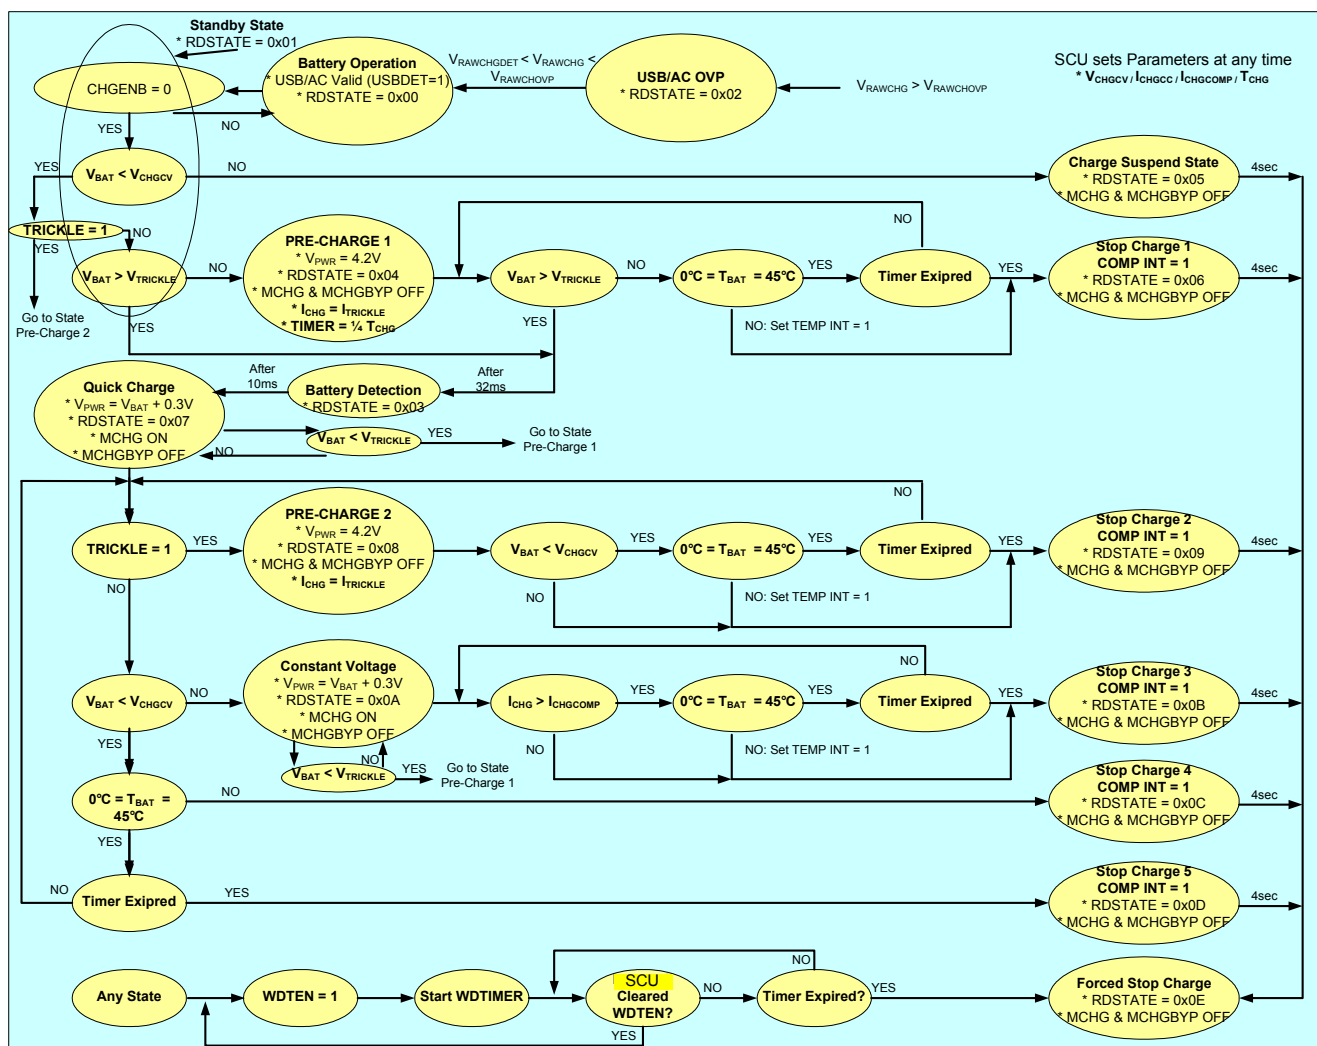 Standby State
* RDSTATE = 0x01
CHGENB = 0
Battery Operation
* USB/AC Valid (USBDET=1)
* RDSTATE = 0x00
VRAWCHGDET < VRAWCHG <
VRAWCHOVP
USB/AC OVP
* RDSTATE = 0x02
VRAWCHG > VRAWCHOVP
SCU sets Parameters at any time
* VCHGCV / ICHGCC / ICHGCOMP / TCHG
NO
YES
YES
VBAT < VCHGCV
NO
Charge Suspend State
* RDSTATE = 0x05
* MCHG & MCHGBYP OFF
4sec
TRICKLE = 1
NO
YES
VBAT > VTRICKLE
NO
PRE-CHARGE 1
* VPWR = 4.2V
* RDSTATE = 0x04
* MCHG & MCHGBYP OFF
* ICHG = ITRICKLE
* TIMER = ¼ TCHG
NO
VBAT > VTRICKLE
NO
0°C = TBAT = 45°C
YES
Timer Exipred
YES
Stop Charge 1
COMP INT = 1
* RDSTATE = 0x06
* MCHG & MCHGBYP OFF
4sec
Go to State
Pre-Charge 2
YES
YES
NO: Set TEMP INT = 1
Quick Charge
* VPWR = VBAT + 0.3V
* RDSTATE = 0x07
* MCHG ON
* MCHGBYP OFF
After
10ms
Battery Detection
* RDSTATE = 0x03
After
32ms
VBAT < VTRICKLE
YES
NO
Go to State
Pre-Charge 1
NO
TRICKLE = 1
YES
PRE-CHARGE 2
* VPWR = 4.2V
* RDSTATE = 0x08
* MCHG & MCHGBYP OFF
* ICHG = ITRICKLE
VBAT < VCHGCV
YES
0°C = TBAT = 45°C
YES
Timer Exipred
YES
Stop Charge 2
COMP INT = 1
* RDSTATE = 0x09
* MCHG & MCHGBYP OFF
4sec
NO
NO
NO: Set TEMP INT = 1
NO
VBAT < VCHGCV
NO
Constant Voltage
* VPWR = VBAT + 0.3V
* RDSTATE = 0x0A
* MCHG ON
* MCHGBYP OFF
ICHG > ICHGCOMP
YES
0°C = TBAT = 45°C
YES
Timer Exipred
YES
Stop Charge 3
COMP INT = 1
* RDSTATE = 0x0B
* MCHG & MCHGBYP OFF
4sec
YES
NO
VBAT < VTRICKLE
YES
Go to State
Pre-Charge 1
NO
NO: Set TEMP INT = 1
0°C = TBAT =
45°C
NO
Stop Charge 4
COMP INT = 1
* RDSTATE = 0x0C
* MCHG & MCHGBYP OFF
4sec
YES
NO
Timer Exipred
YES
Stop Charge 5
COMP INT = 1
* RDSTATE = 0x0D
* MCHG & MCHGBYP OFF
4sec
NO
Any State
WDTEN = 1
Start WDTIMER
SCU
Cleared
WDTEN?
NO
Timer Expired?
YES
Forced Stop Charge
* RDSTATE = 0x0E
* MCHG & MCHGBYP OFF
YES